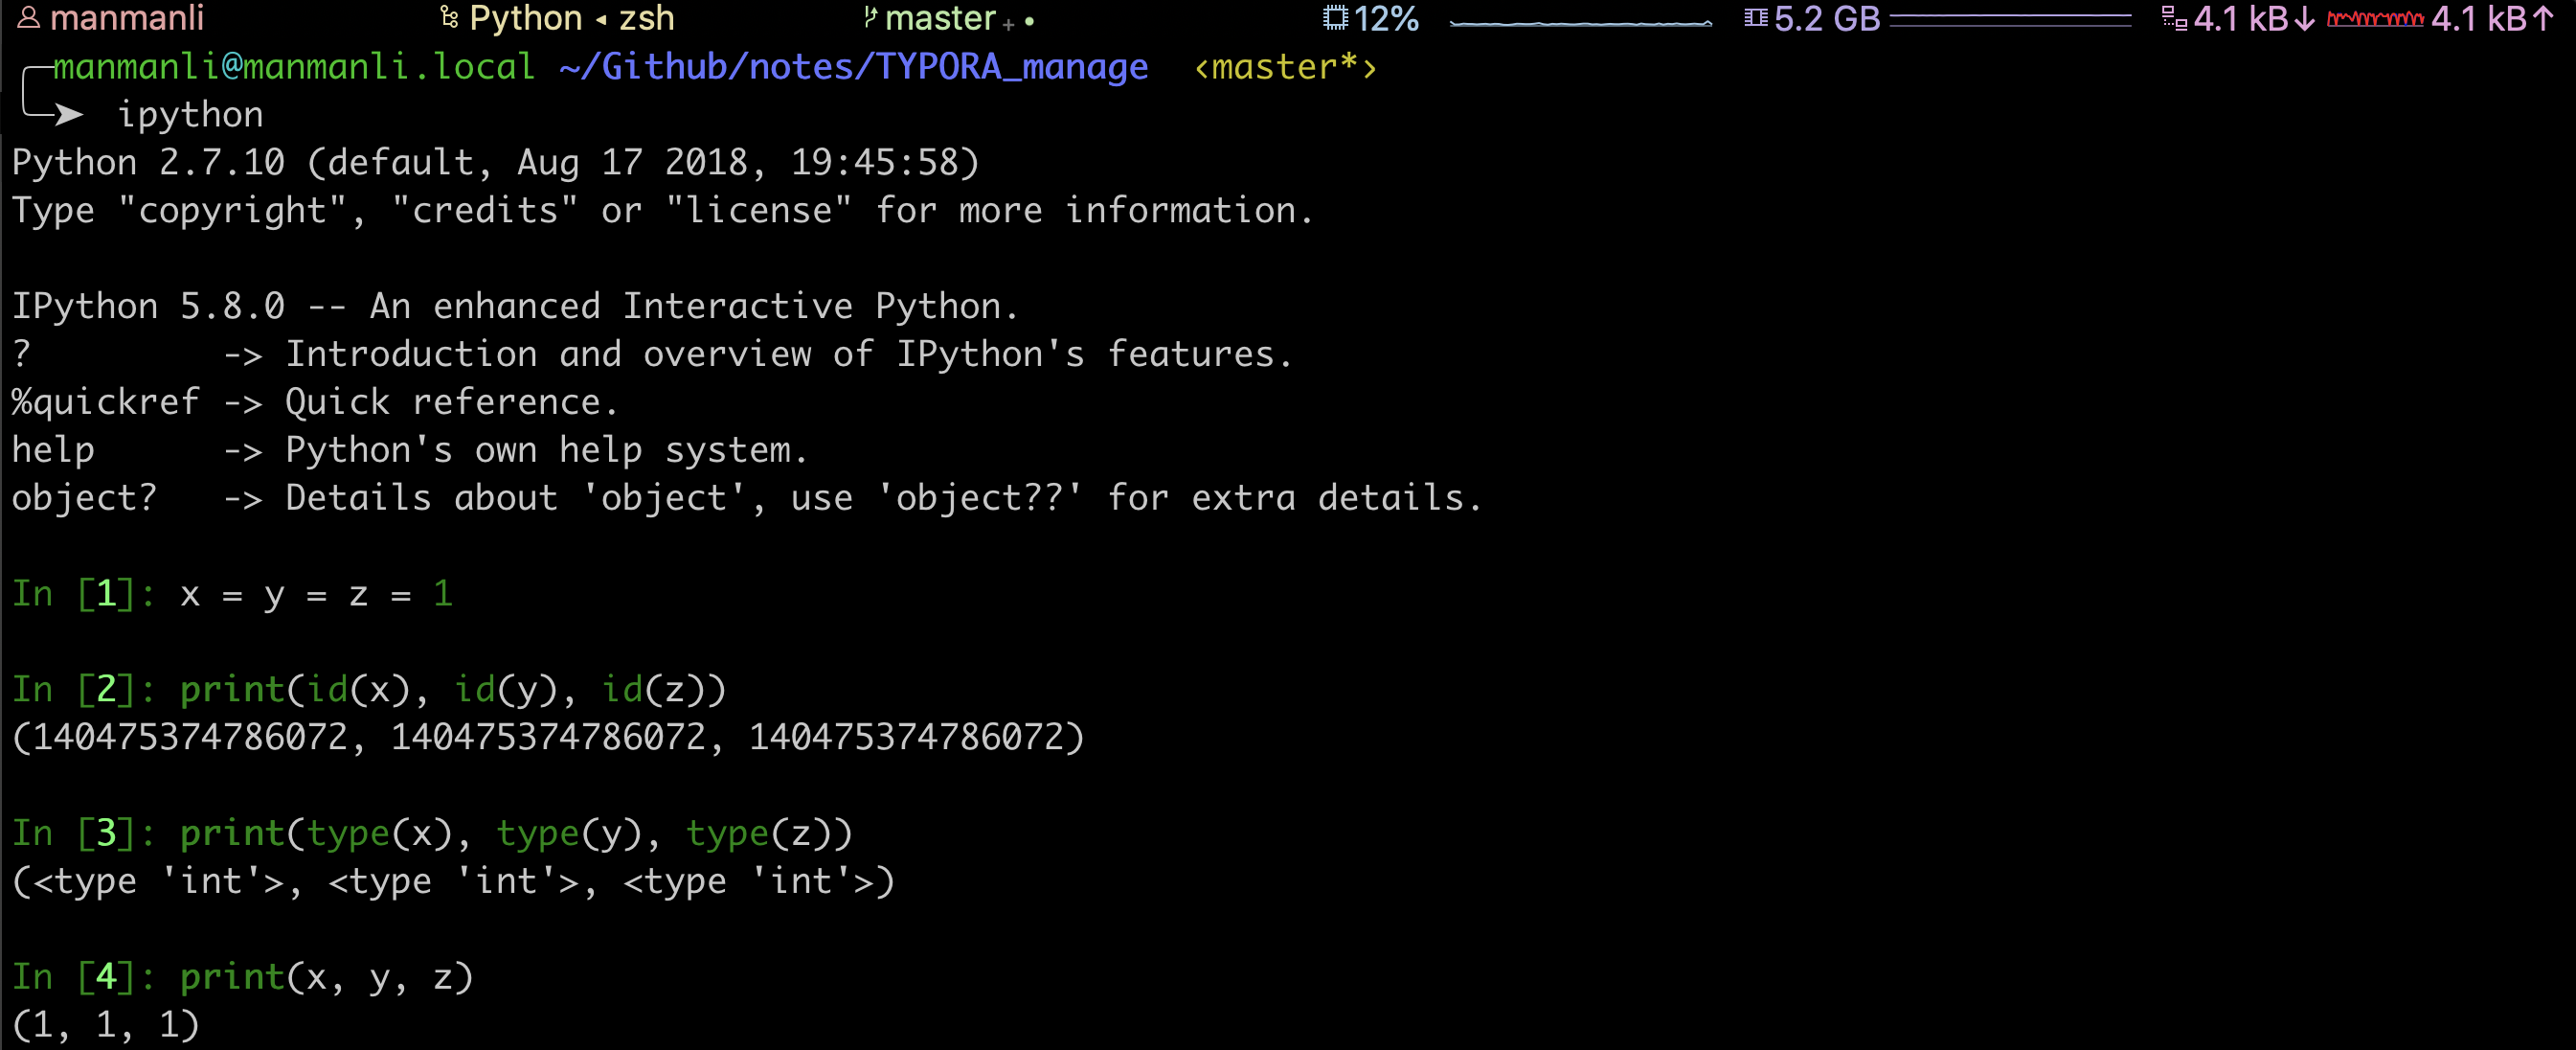 manmanli Python ◂ zsh master + • 12% 5.2 GB 4.1 kB↓ 4.1 kB↑
manmanli@manmanli.local ~/Github/notes/TYPORA_manage ‹master*›
➤ ipython
Python 2.7.10 (default, Aug 17 2018, 19:45:58)
Type "copyright", "credits" or "license" for more information.
IPython 5.8.0 -- An enhanced Interactive Python.
? -> Introduction and overview of IPython's features.
%quickref -> Quick reference.
help -> Python's own help system.
object? -> Details about 'object', use 'object??' for extra details.
In [1]: x = y = z = 1
In [2]: print(id(x), id(y), id(z))
(140475374786072, 140475374786072, 140475374786072)
In [3]: print(type(x), type(y), type(z))
(<type 'int'>, <type 'int'>, <type 'int'>)
In [4]: print(x, y, z)
(1, 1, 1)